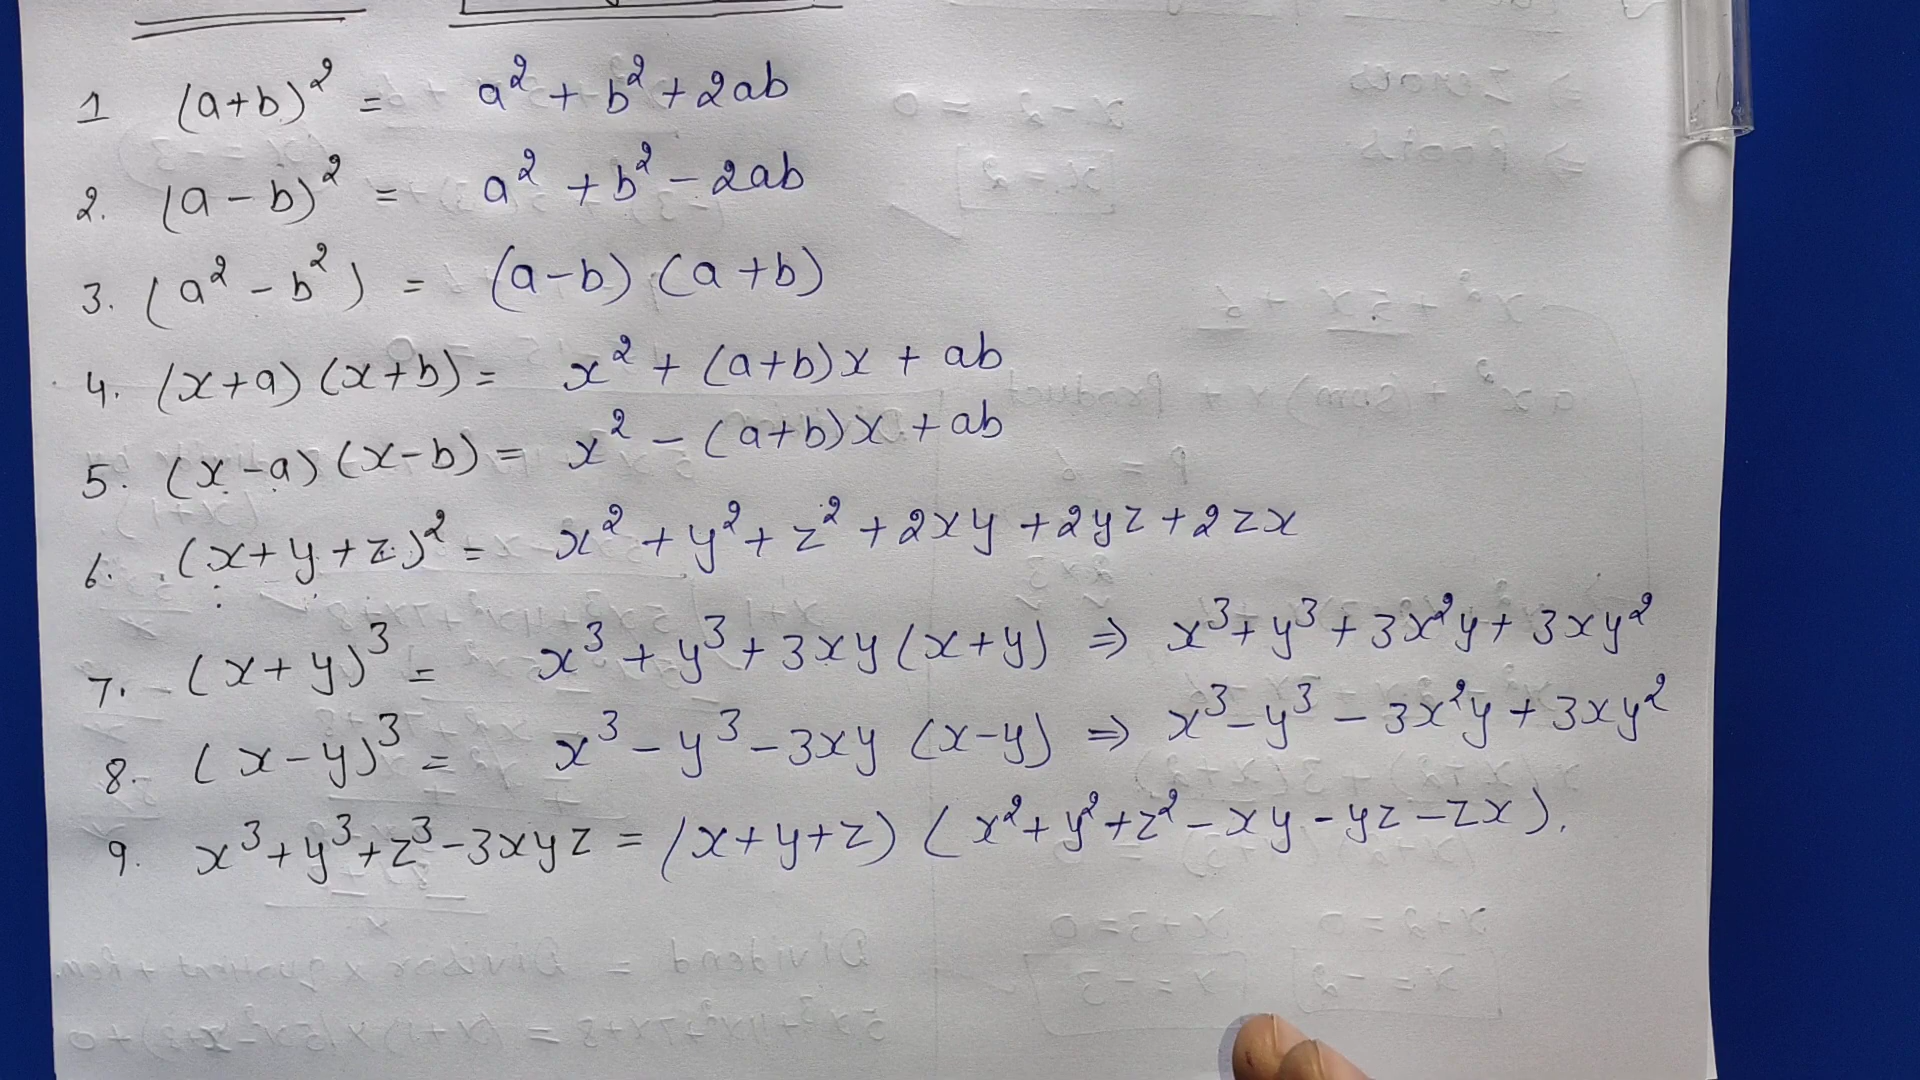 1 (a+b)² = a² + b² + 2ab
2. (a-b)² = a² + b² - 2ab
3. (a² - b²) = (a-b) (a+b)
4. (x+a) (x+b) = x² + (a+b)x + ab
5. (x-a) (x-b) = x² - (a+b)x + ab
6. (x+y+z)² = x² + y² + z² + 2xy + 2yz + 2zx
7. (x+y)³ = x³ + y³ + 3xy (x+y) ⇒ x³ + y³ + 3x²y + 3xy²
8. (x-y)³ = x³ - y³ - 3xy (x-y) ⇒ x³ - y³ - 3x²y + 3xy²
9. x³ + y³ + z³ - 3xyz = (x+y+z) (x² + y² + z² - xy - yz - zx).